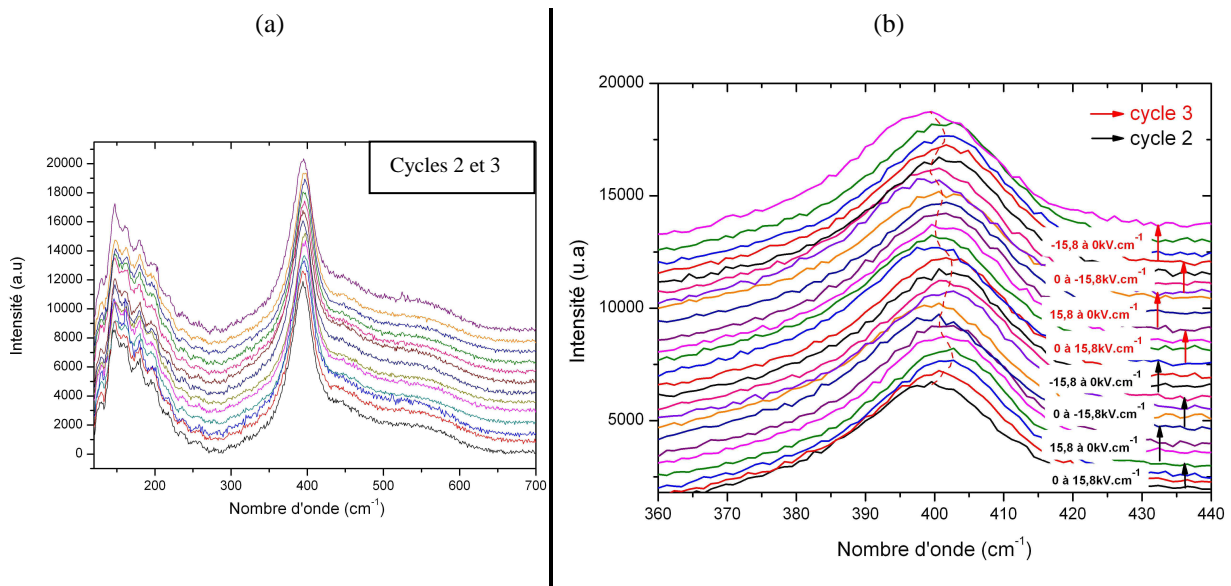 (a)
Cycles 2 et 3
Intensité (a.u)
20000
18000
16000
14000
12000
10000
8000
6000
4000
2000
0
200 300 400 500 600 700
Nombre d'onde (cm-1)
(b)
cycle 3
cycle 2
Intensité (u.a)
20000
15000
10000
5000
-15,8 à 0kV.cm-1
0 à -15,8kV.cm-1
15,8 à 0kV.cm-1
0 à 15,8kV.cm-1
-15,8 à 0kV.cm-1
0 à -15,8kV.cm-1
15,8 à 0kV.cm-1
0 à 15,8kV.cm-1
360 370 380 390 400 410 420 430 440
Nombre d'onde (cm-1)